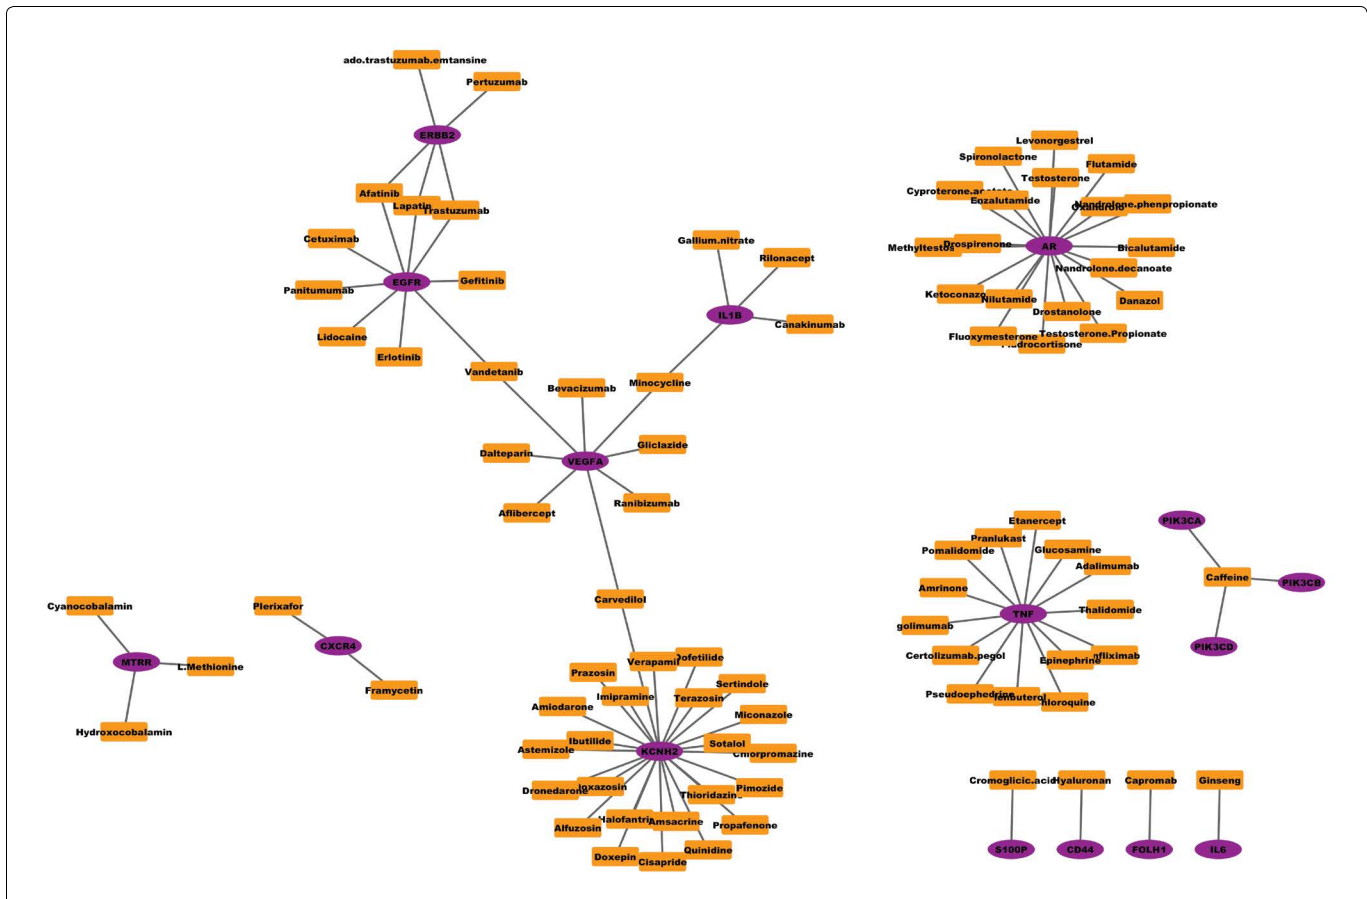 ado.trastuzumab.emtansine
Pertuzumab
ERBB2
Afatinib
Trastuzumab
Cetuximab
EGFR
Gefitinib
Panitumumab
Lidocaine
Erlotinib
Vandetanib
Gallium.nitrate
Rilonacept
IL1B
Canakinumab
Minocycline
Bevacizumab
Gliclazide
Dalteparin
VEGFA
Ranibizumab
Aflibercept
Carvedilol
Levonorgestrel
Spironolactone
Flutamide
Testosterone
Enzalutamide
Nandrolone.phenpropionate
AR
Drospirenone
Bicalutamide
Nandrolone.decanoate
Danazol
Nilutamide
Drostanolone
Testosterone.Propionate
Fluoxymesterone
Etanercept
Pranlukast
Glucosamine
Pomalidomide
Adalimumab
Amrinone
Thalidomide
TNF
golimumab
Certolizumab.pegol
Epinephrine
Pseudoephedrine
PIK3CA
Caffeine
PIK3CB
PIK3CD
Cyanocobalamin
MTRR
L.Methionine
Hydroxocobalamin
Plerixafor
CXCR4
Framycetin
Verapamil
Prazosin
Sertindole
Imipramine
Terazosin
Amiodarone
Miconazole
Ibutilide
Sotalol
Astemizole
KCNH2
Chlorpromazine
Dronedarone
Pimozide
Alfuzosin
Amsacrine
Propafenone
Doxepin
Cisapride
Quinidine
Cromoglicic.acid
Hyaluronan
Capromab
Ginseng
S100P
CD44
FOLH1
IL6